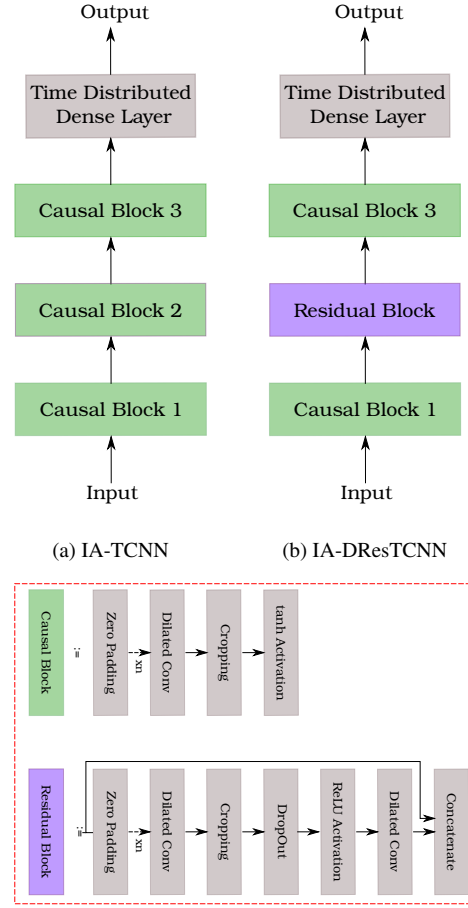 Output
Time Distributed
Dense Layer
Causal Block 3
Causal Block 2
Causal Block 1
Input
(a) IA-TCNN
Output
Time Distributed
Dense Layer
Causal Block 3
Residual Block
Causal Block 1
Input
(b) IA-DResTCNN
Causal Block
:=
Zero Padding
xn
Dilated Conv
Cropping
tanh Activation
Residual Block
:=
Zero Padding
xn
Dilated Conv
Cropping
DropOut
ReLU Activation
Dilated Conv
Concatenate